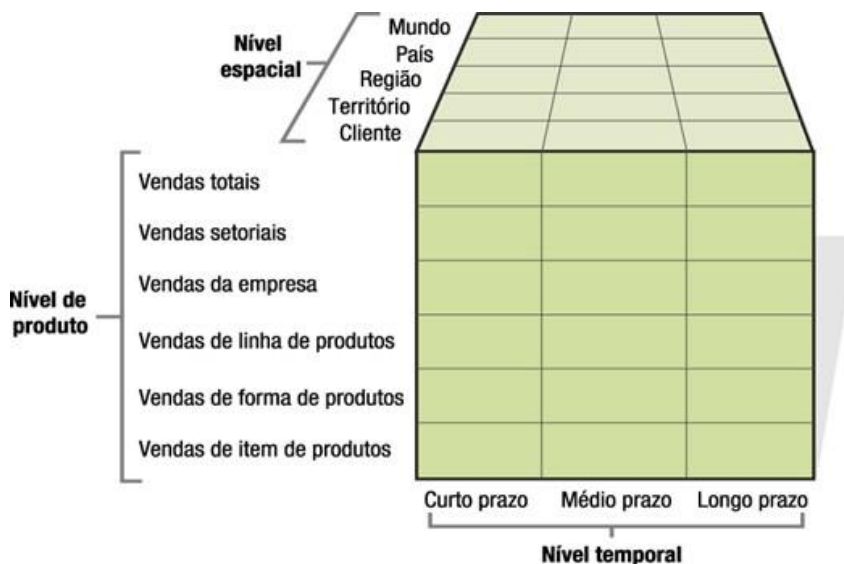 Nível
espacial
Mundo
País
Região
Território
Cliente
Nível de
produto
Vendas totais
Vendas setoriais
Vendas da empresa
Vendas de linha de produtos
Vendas de forma de produtos
Vendas de item de produtos
Curto prazo
Médio prazo
Longo prazo
Nível temporal